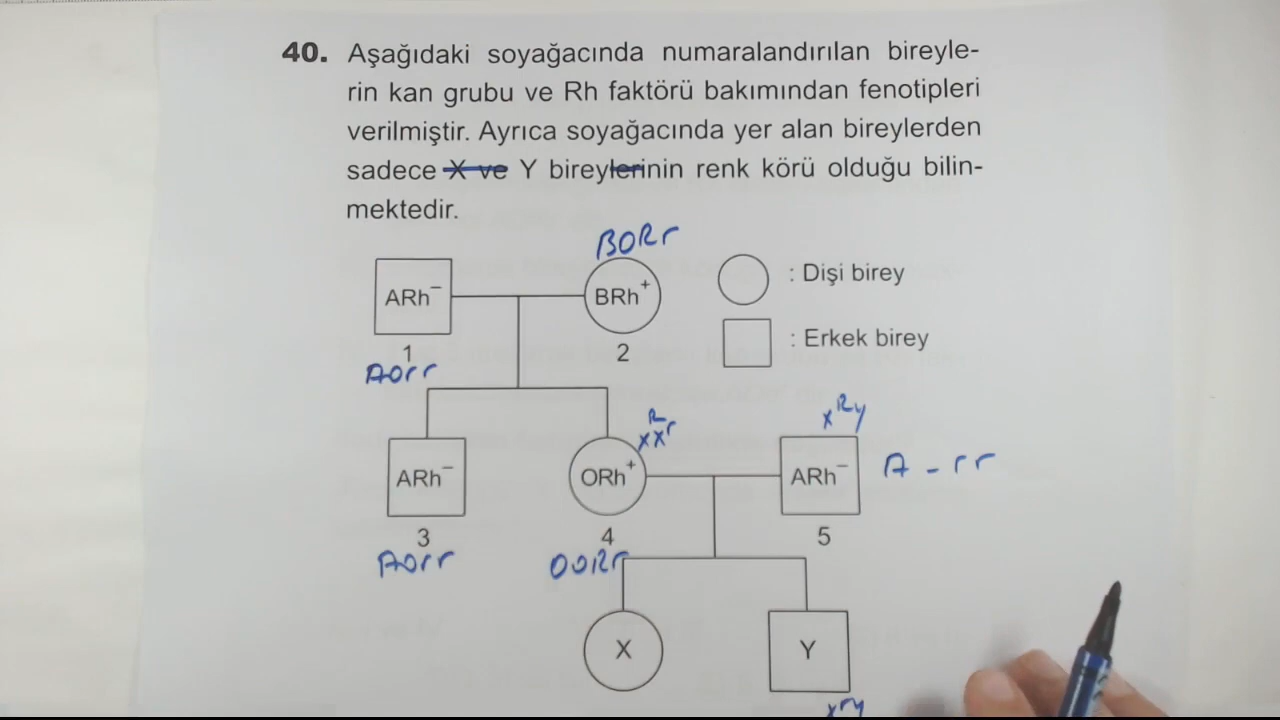 40. Aşağıdaki soyağacında numaralandırılan bireyle-
rin kan grubu ve Rh faktörü bakımından fenotipleri
verilmiştir. Ayrıca soyağacında yer alan bireylerden
sadece X ve Y bireylerinin renk körü olduğu bilin-
mektedir.
BORr
ARh⁻ BRh⁺ : Dişi birey
1 2 : Erkek birey
AOrr
xᴿxʳ xᴿy
ARh⁻ ORh⁺ ARh⁻ A - rr
3 4 5
AOrr OORr
X Y
xʳy